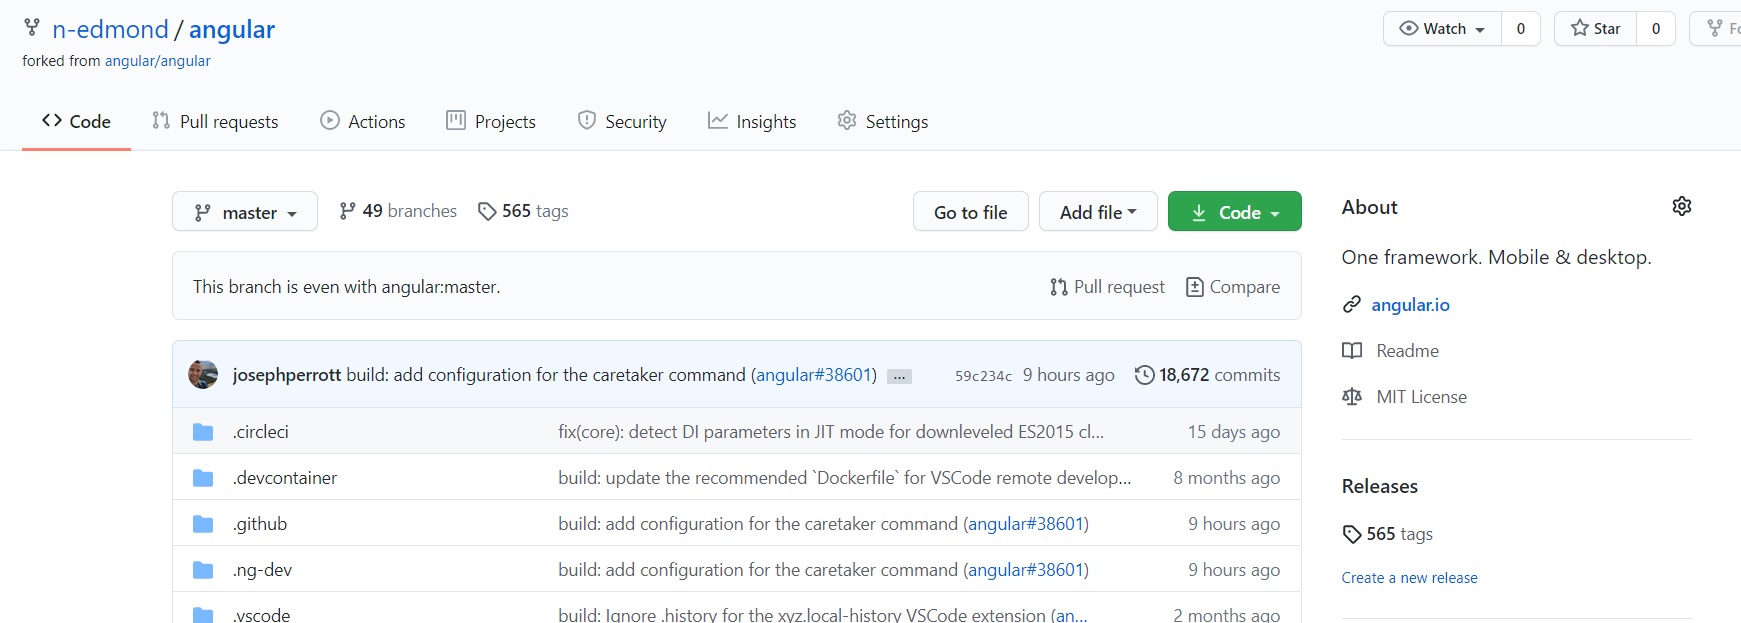 n-edmond / angular
Watch 0
Star 0
Fo
forked from angular/angular
Code Pull requests Actions Projects Security Insights Settings
master 49 branches 565 tags Go to file Add file Code
This branch is even with angular:master. Pull request Compare
josephperrott build: add configuration for the caretaker command (angular#38601) ... 59c234c 9 hours ago 18,672 commits
.circleci fix(core): detect DI parameters in JIT mode for downleveled ES2015 cl... 15 days ago
.devcontainer build: update the recommended `Dockerfile` for VSCode remote develop... 8 months ago
.github build: add configuration for the caretaker command (angular#38601) 9 hours ago
.ng-dev build: add configuration for the caretaker command (angular#38601) 9 hours ago
.vscode build: Ignore .history for the xyz.local-history VSCode extension (an... 2 months ago
About
One framework. Mobile & desktop.
angular.io
Readme
MIT License
Releases
565 tags
Create a new release